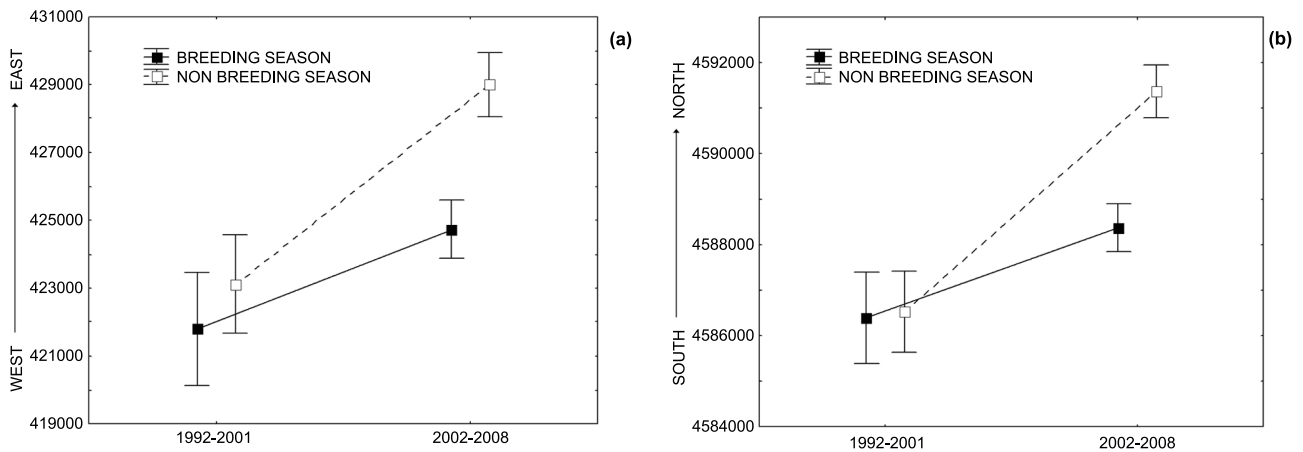 (a)
BREEDING SEASON
NON BREEDING SEASON
431000
429000
427000
425000
423000
421000
419000
WEST
EAST
1992-2001
2002-2008
(b)
BREEDING SEASON
NON BREEDING SEASON
4592000
4590000
4588000
4586000
4584000
SOUTH
NORTH
1992-2001
2002-2008